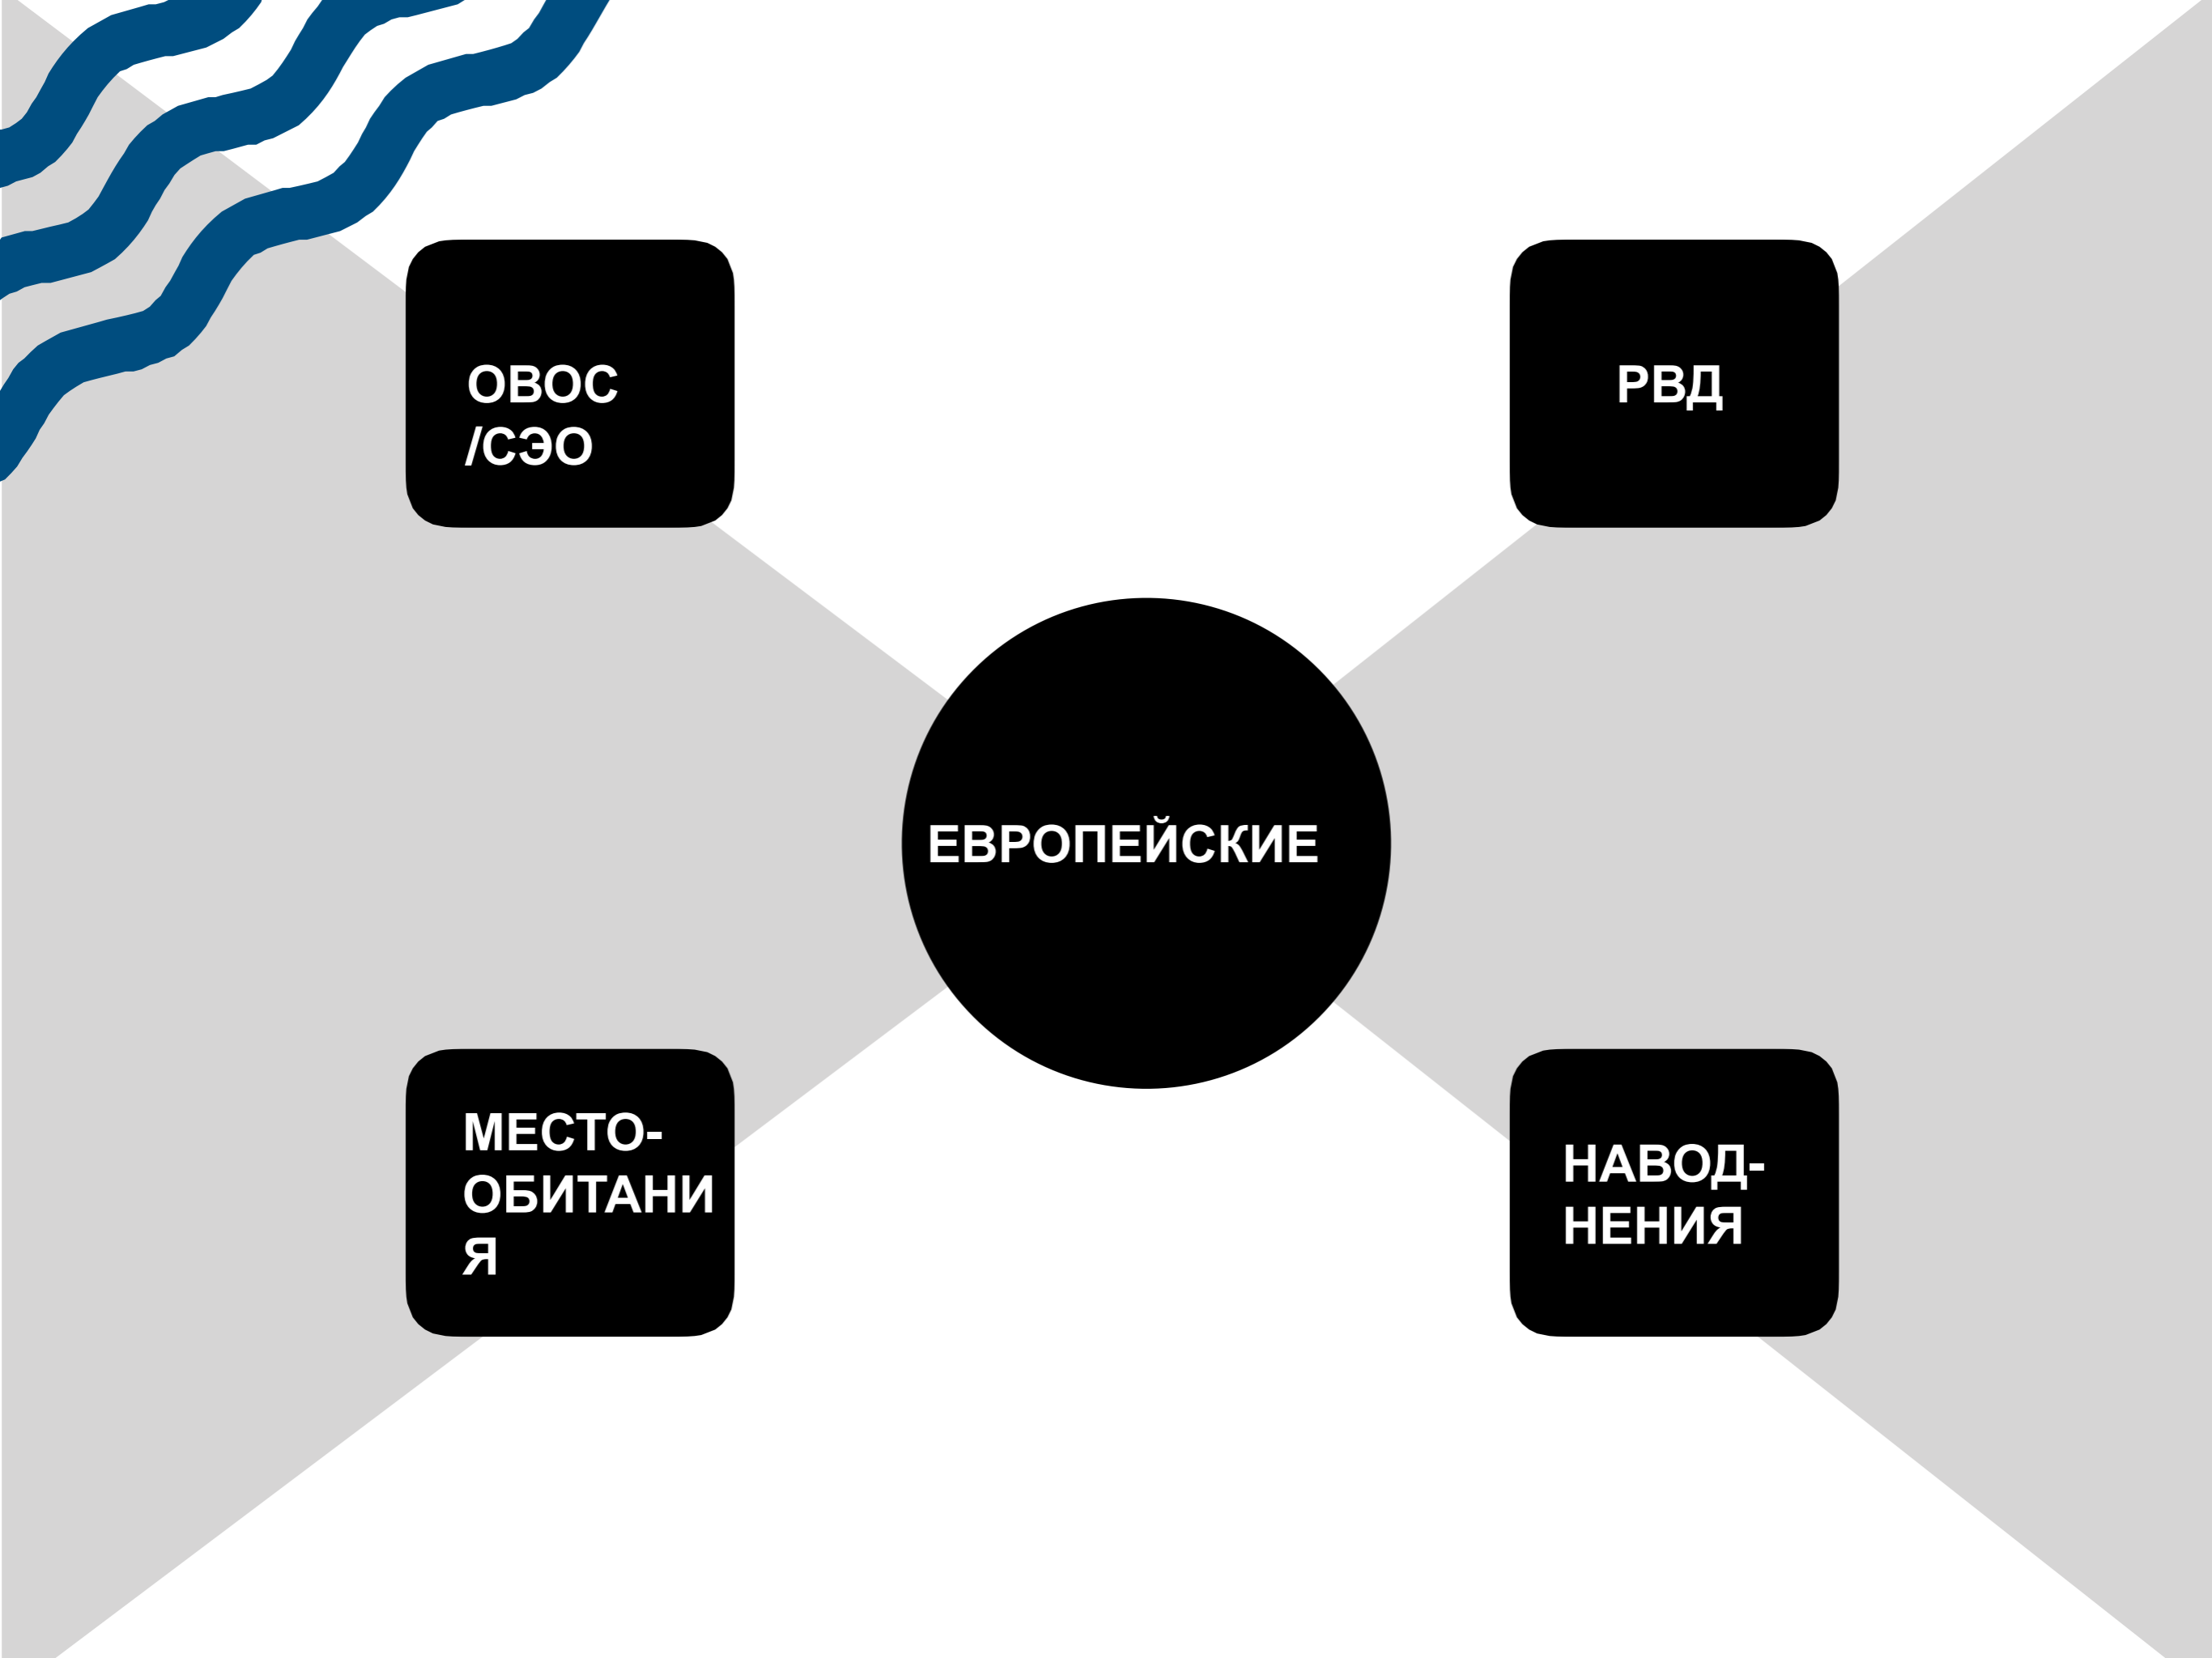 ОВОС
/СЭО
РВД
ЕВРОПЕЙСКИЕ
МЕСТО-
ОБИТАНИ
Я
НАВОД-
НЕНИЯ